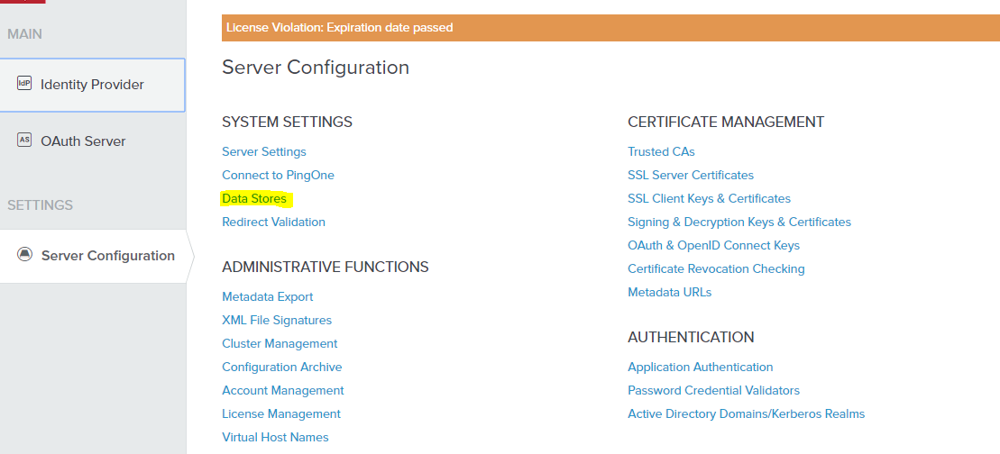 License Violation: Expiration date passed
MAIN
IdP Identity Provider
AS OAuth Server
SETTINGS
Server Configuration
Server Configuration
SYSTEM SETTINGS
Server Settings
Connect to PingOne
Data Stores
Redirect Validation
ADMINISTRATIVE FUNCTIONS
Metadata Export
XML File Signatures
Cluster Management
Configuration Archive
Account Management
License Management
Virtual Host Names
CERTIFICATE MANAGEMENT
Trusted CAs
SSL Server Certificates
SSL Client Keys & Certificates
Signing & Decryption Keys & Certificates
OAuth & OpenID Connect Keys
Certificate Revocation Checking
Metadata URLs
AUTHENTICATION
Application Authentication
Password Credential Validators
Active Directory Domains/Kerberos Realms